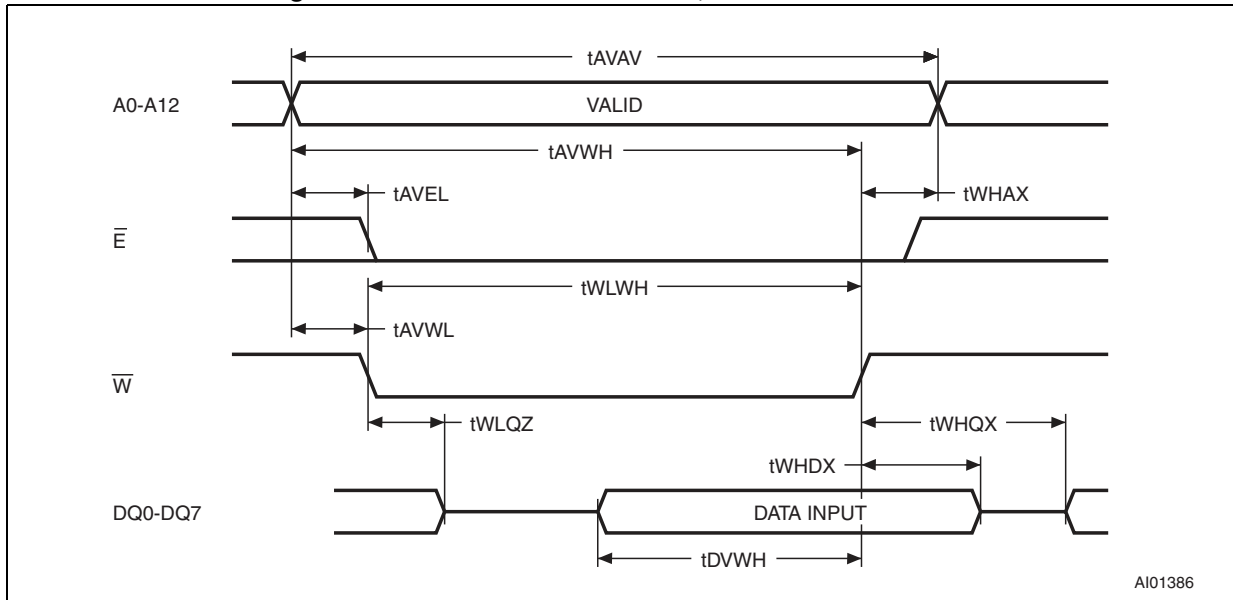 tAVAV
A0-A12
VALID
tAVWH
tAVEL
tWHAX
E̅
tWLWH
tAVWL
W̅
tWLQZ
tWHQX
tWHDX
DQ0-DQ7
DATA INPUT
tDVWH
AI01386